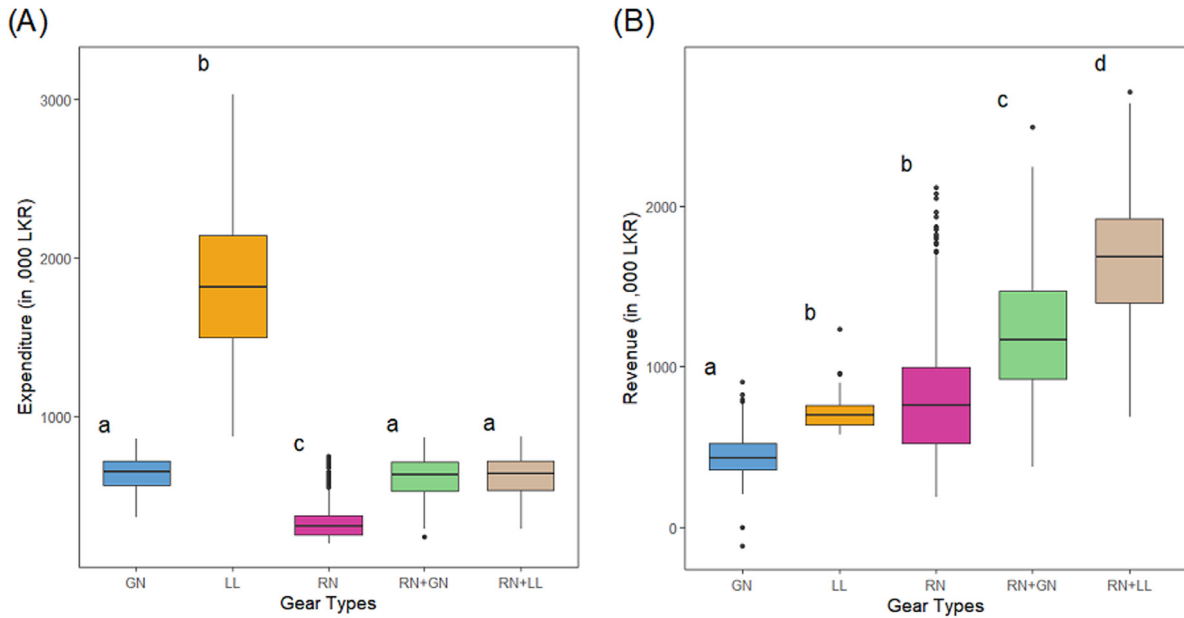 (A)
b
3000
2000
1000
a
c
a
a
Expenditure (in ,000 LKR)
GN LL RN RN+GN RN+LL
Gear Types
(B)
d
c
b
b
a
2000
1000
0
Revenue (in ,000 LKR)
GN LL RN RN+GN RN+LL
Gear Types